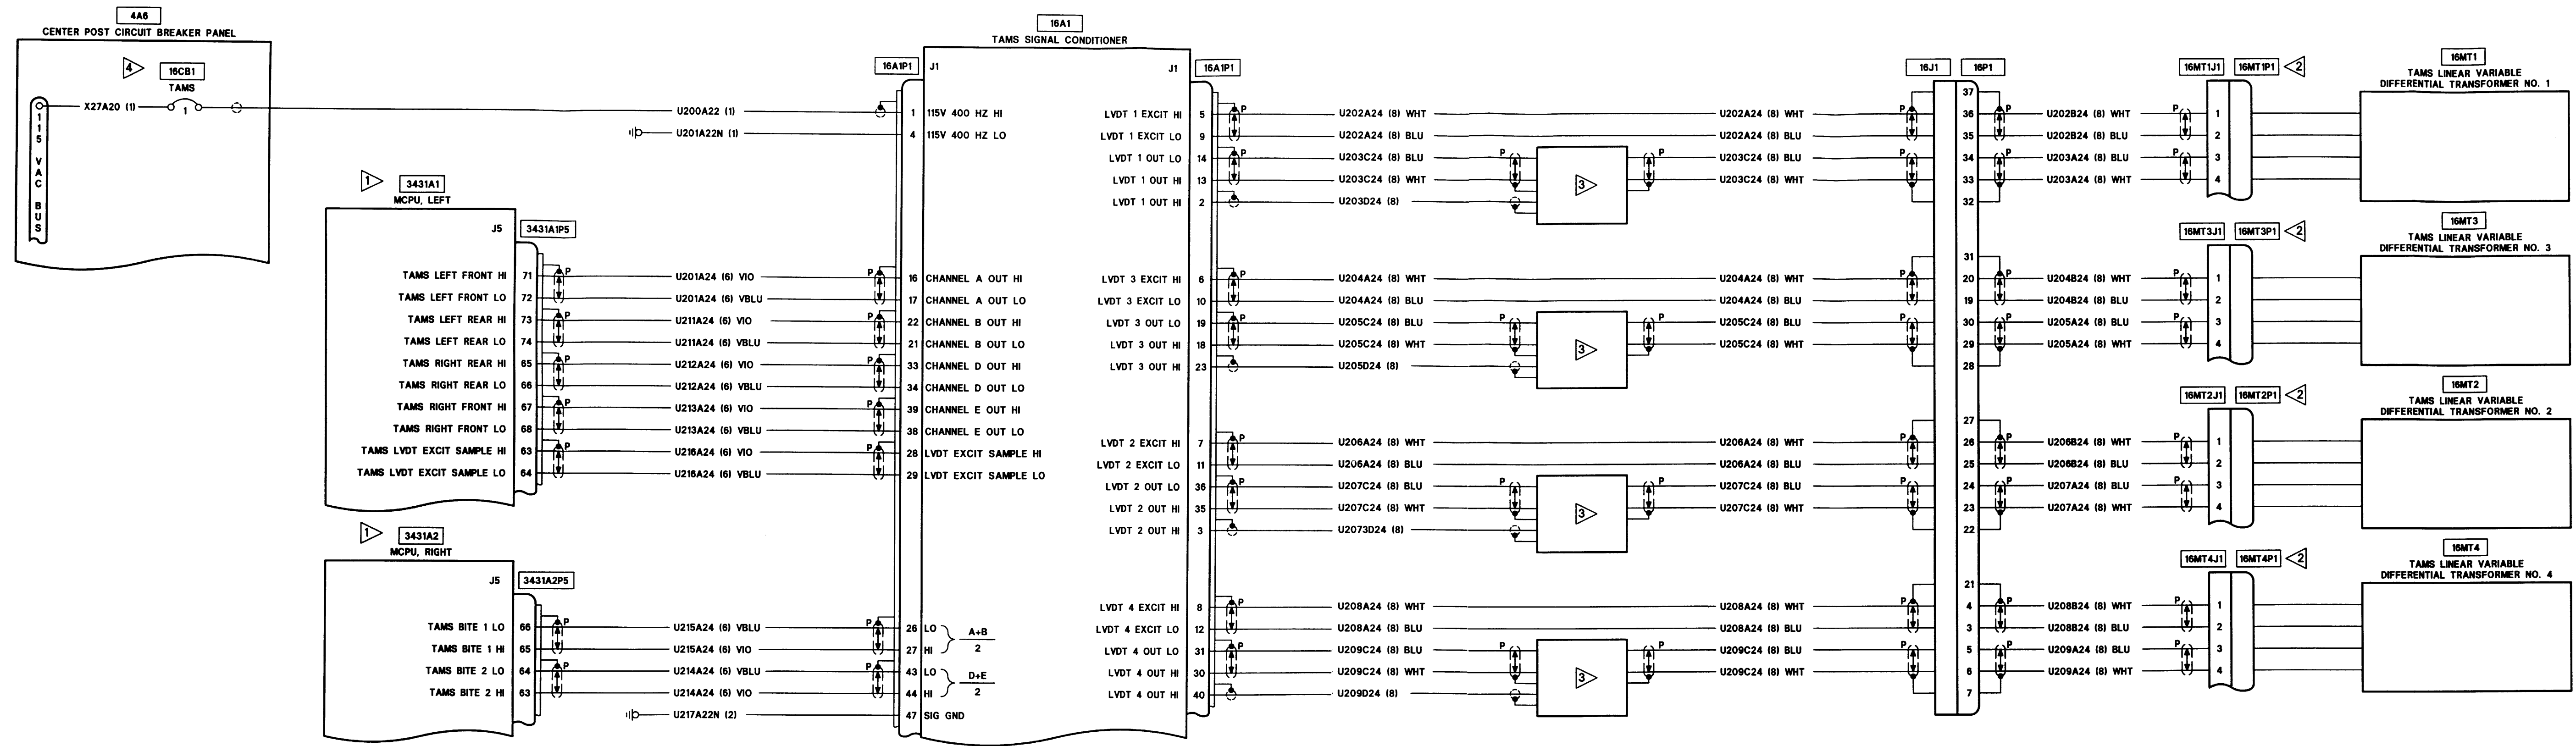 4A6
CENTER POST CIRCUIT BREAKER PANEL
4
16CB1
TAMS
X27A20 (1)
1
115 VAC BUS
U200A22 (1)
U201A22N (1)
1
3431A1
MCPU, LEFT
J5
3431A1P5
TAMS LEFT FRONT HI 71 P U201A24 (6) VIO P
TAMS LEFT FRONT LO 72 U201A24 (6) VBLU
TAMS LEFT REAR HI 73 P U211A24 (6) VIO P
TAMS LEFT REAR LO 74 U211A24 (6) VBLU
TAMS RIGHT REAR HI 65 P U212A24 (6) VIO P
TAMS RIGHT REAR LO 66 U212A24 (6) VBLU
TAMS RIGHT FRONT HI 67 P U213A24 (6) VIO P
TAMS RIGHT FRONT LO 68 U213A24 (6) VBLU
TAMS LVDT EXCIT SAMPLE HI 63 P U216A24 (6) VIO P
TAMS LVDT EXCIT SAMPLE LO 64 U216A24 (6) VBLU
1
3431A2
MCPU, RIGHT
J5
3431A2P5
TAMS BITE 1 LO 66 P U215A24 (6) VBLU P
TAMS BITE 1 HI 65 U215A24 (6) VIO
TAMS BITE 2 LO 64 P U214A24 (6) VBLU P
TAMS BITE 2 HI 63 U214A24 (6) VIO
U217A22N (2)
16A1
TAMS SIGNAL CONDITIONER
16A1P1
J1
1 115V 400 HZ HI
4 115V 400 HZ LO
16 CHANNEL A OUT HI
17 CHANNEL A OUT LO
22 CHANNEL B OUT HI
21 CHANNEL B OUT LO
33 CHANNEL D OUT HI
34 CHANNEL D OUT LO
39 CHANNEL E OUT HI
38 CHANNEL E OUT LO
28 LVDT EXCIT SAMPLE HI
29 LVDT EXCIT SAMPLE LO
26 LO
27 HI
A+B
2
43 LO
44 HI
D+E
2
47 SIG GND
J1
16A1P1
16J1
16P1
LVDT 1 EXCIT HI 5 P U202A24 (8) WHT U202A24 (8) WHT P
LVDT 1 EXCIT LO 9 U202A24 (8) BLU U202A24 (8) BLU
LVDT 1 OUT LO 14 P U203C24 (8) BLU P 3 P U203C24 (8) BLU P
LVDT 1 OUT HI 13 U203C24 (8) WHT U203C24 (8) WHT
LVDT 1 OUT HI 2 U203D24 (8)
LVDT 3 EXCIT HI 6 P U204A24 (8) WHT U204A24 (8) WHT P
LVDT 3 EXCIT LO 10 U204A24 (8) BLU U204A24 (8) BLU
LVDT 3 OUT LO 19 P U205C24 (8) BLU P 3 P U205C24 (8) BLU P
LVDT 3 OUT HI 18 U205C24 (8) WHT U205C24 (8) WHT
LVDT 3 OUT HI 23 U205D24 (8)
LVDT 2 EXCIT HI 7 P U206A24 (8) WHT U206A24 (8) WHT P
LVDT 2 EXCIT LO 11 U206A24 (8) BLU U206A24 (8) BLU
LVDT 2 OUT LO 36 P U207C24 (8) BLU P 3 P U207C24 (8) BLU P
LVDT 2 OUT HI 35 U207C24 (8) WHT U207C24 (8) WHT
LVDT 2 OUT HI 3 U2073D24 (8)
LVDT 4 EXCIT HI 8 P U208A24 (8) WHT U208A24 (8) WHT P
LVDT 4 EXCIT LO 12 U208A24 (8) BLU U208A24 (8) BLU
LVDT 4 OUT LO 31 P U209C24 (8) BLU P 3 P U209C24 (8) BLU P
LVDT 4 OUT HI 30 U209C24 (8) WHT U209C24 (8) WHT
LVDT 4 OUT HI 40 U209D24 (8)
16MT1J1
16MT1P1
2
16MT1
TAMS LINEAR VARIABLE
DIFFERENTIAL TRANSFORMER NO. 1
37
36 P U202B24 (8) WHT P 1
35 U202B24 (8) BLU 2
34 P U203A24 (8) BLU P 3
33 U203A24 (8) WHT 4
32
16MT3J1
16MT3P1
2
16MT3
TAMS LINEAR VARIABLE
DIFFERENTIAL TRANSFORMER NO. 3
31
20 P U204B24 (8) WHT P 1
19 U204B24 (8) BLU 2
30 P U205A24 (8) BLU P 3
29 U205A24 (8) WHT 4
28
16MT2J1
16MT2P1
2
16MT2
TAMS LINEAR VARIABLE
DIFFERENTIAL TRANSFORMER NO. 2
27
26 P U206B24 (8) WHT P 1
25 U206B24 (8) BLU 2
24 P U207A24 (8) BLU P 3
23 U207A24 (8) WHT 4
22
16MT4J1
16MT4P1
2
16MT4
TAMS LINEAR VARIABLE
DIFFERENTIAL TRANSFORMER NO. 4
21
4 P U208B24 (8) WHT P 1
3 U208B24 (8) BLU 2
5 P U209A24 (8) BLU P 3
6 U209A24 (8) WHT 4
7